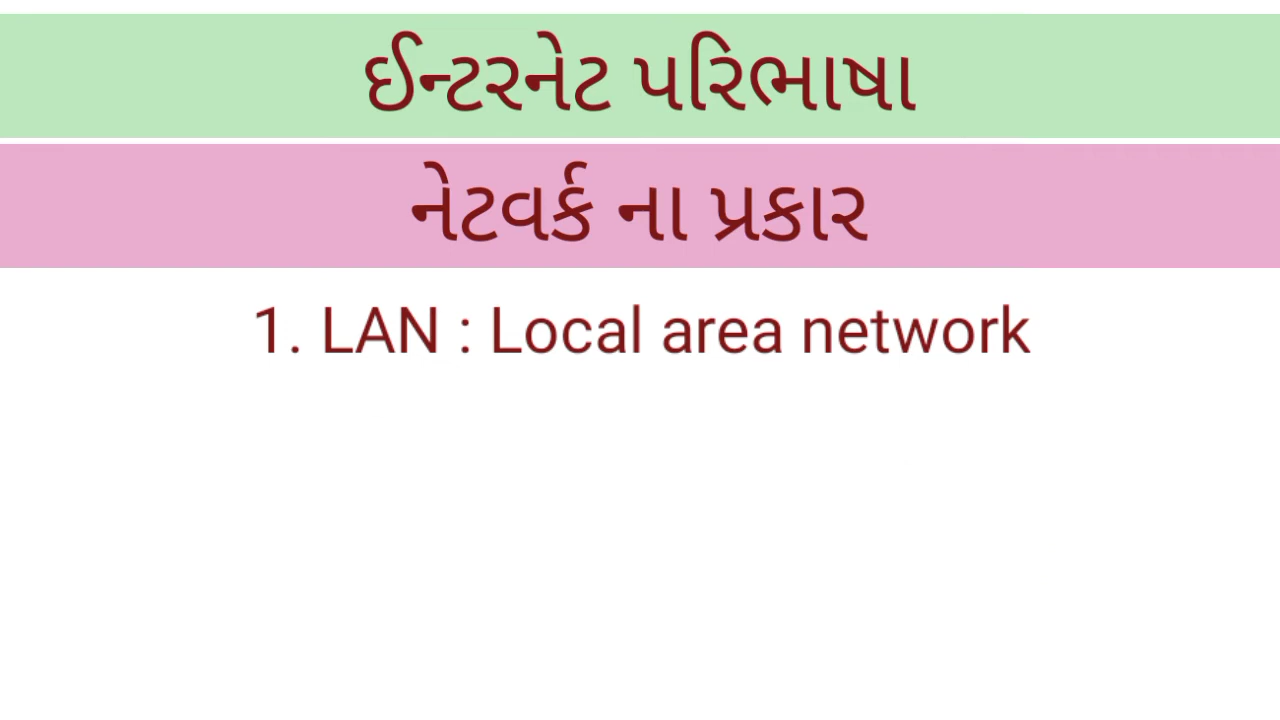 ઈન્ટરનેટ પરિભાષા
નેટવર્ક ના પ્રકાર
1. LAN : Local area network